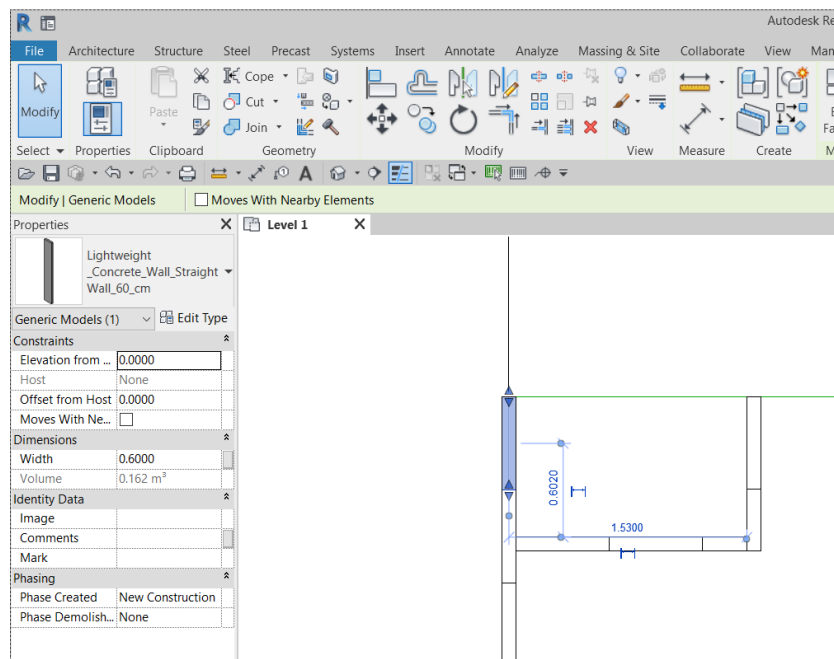 Autodesk Re
File Architecture Structure Steel Precast Systems Insert Annotate Analyze Massing & Site Collaborate View Man
Modify Paste Cope
Cut
Join
Select Properties Clipboard Geometry Modify View Measure Create
Modify | Generic Models Moves With Nearby Elements
Properties Level 1
Lightweight
_Concrete_Wall_Straight
Wall_60_cm
Generic Models (1) Edit Type
Constraints
Elevation from ... 0.0000
Host None
Offset from Host 0.0000
Moves With Ne...
Dimensions
Width 0.6000
Volume 0.162 m³
Identity Data
Image
Comments
Mark
Phasing
Phase Created New Construction
Phase Demolish... None
0.6020
1.5300